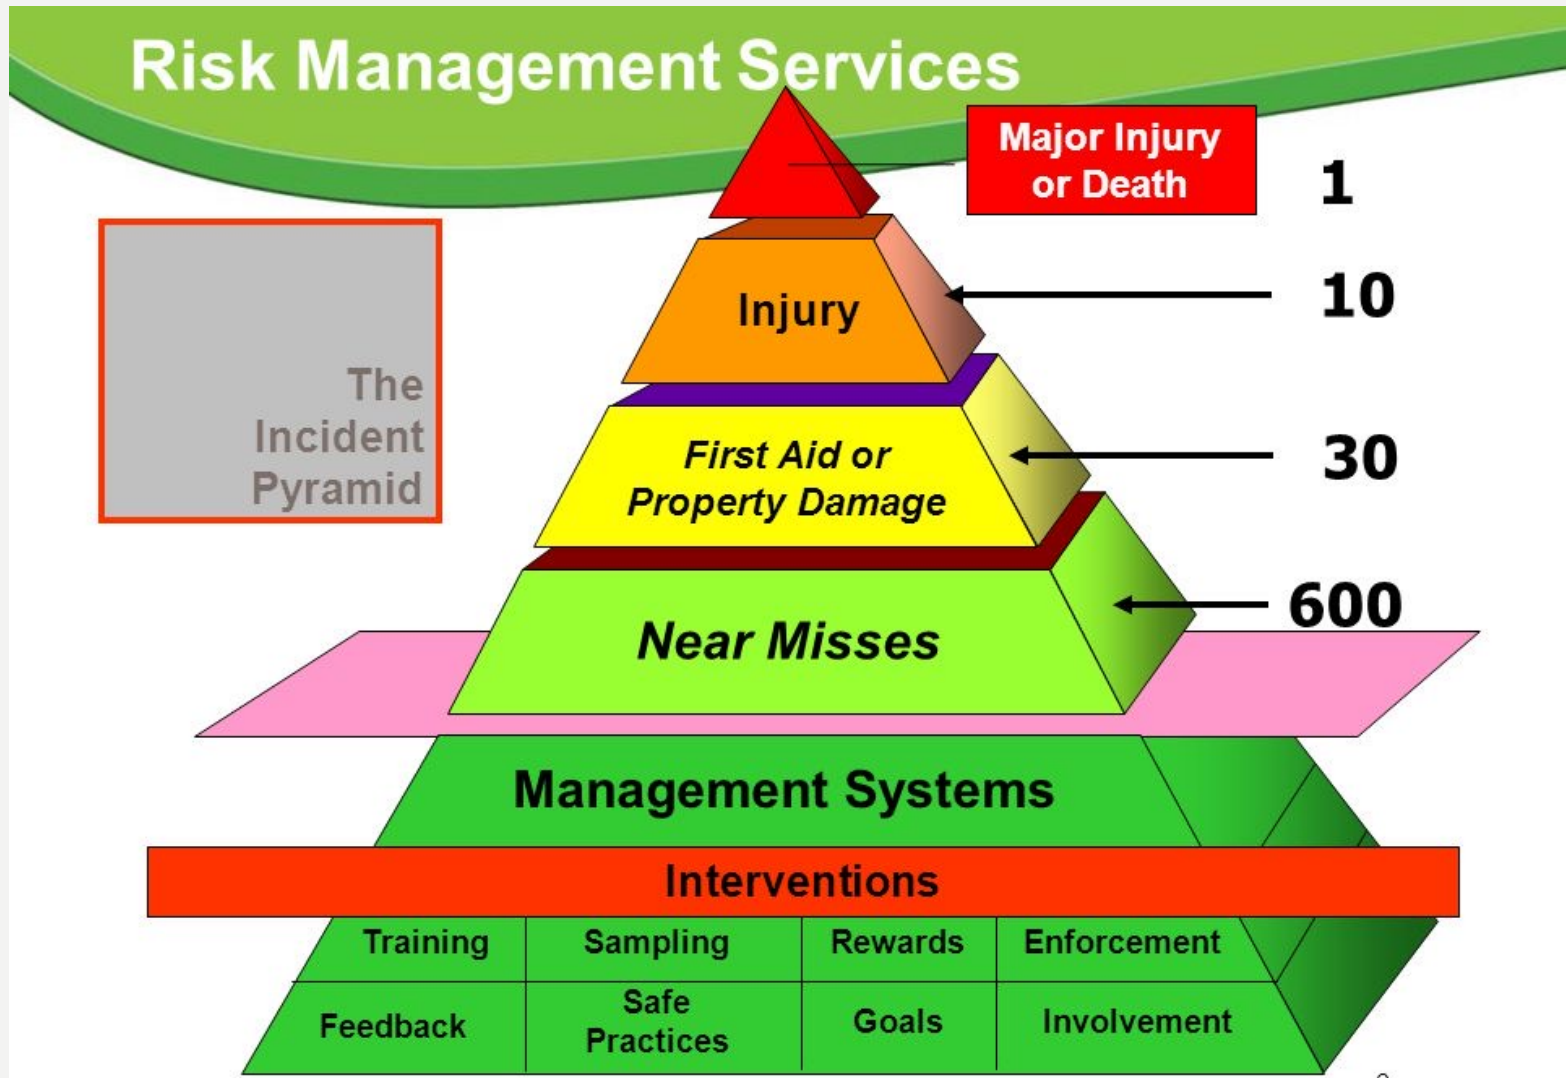 Risk Management Services
Major Injury
or Death
1
Injury
10
The
Incident
Pyramid
First Aid or
Property Damage
30
Near Misses
600
Management Systems
Interventions
Training
Sampling
Rewards
Enforcement
Feedback
Safe
Practices
Goals
Involvement